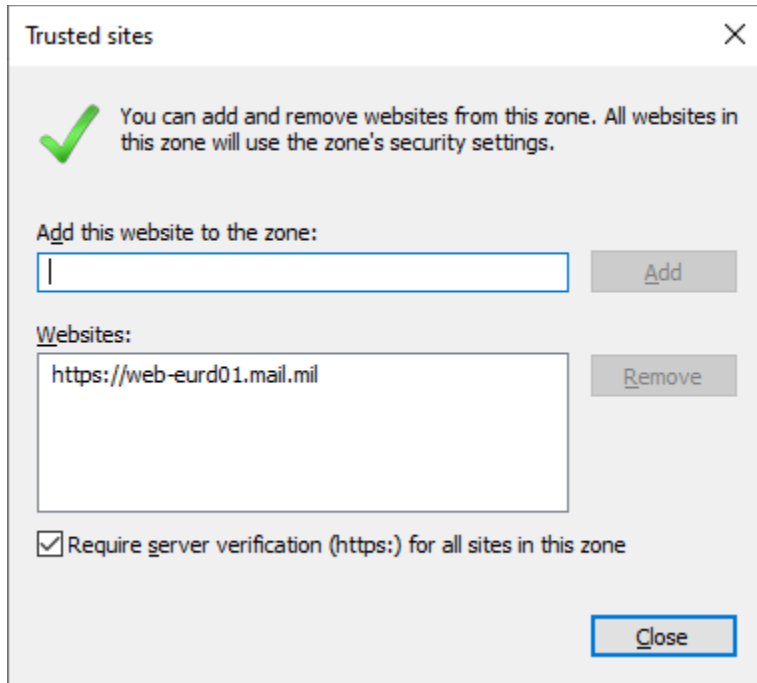 Trusted sites
You can add and remove websites from this zone. All websites in
this zone will use the zone's security settings.
Add this website to the zone:
Add
Websites:
https://web-eurd01.mail.mil
Remove
Require server verification (https:) for all sites in this zone
Close